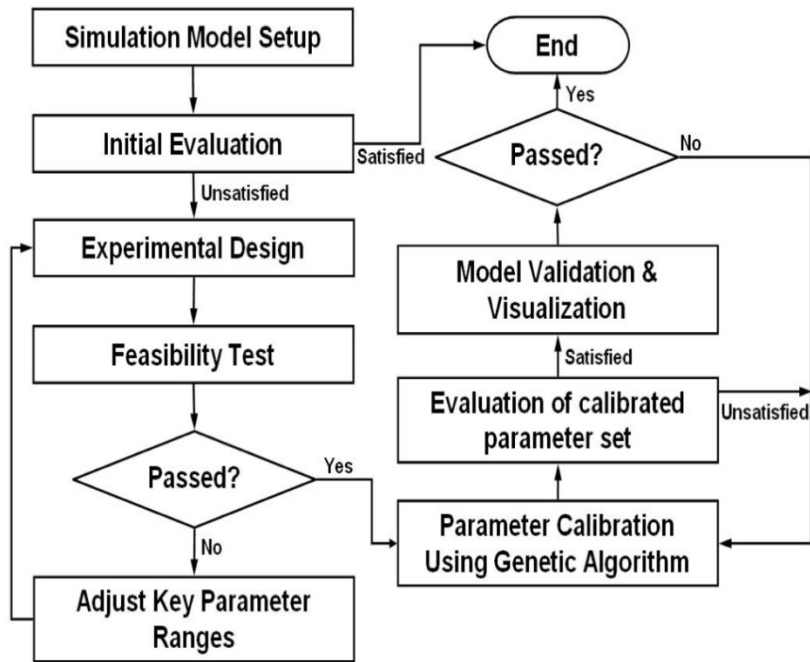 Simulation Model Setup
Initial Evaluation
Satisfied
Unsatisfied
Experimental Design
Feasibility Test
Passed?
Yes
No
Adjust Key Parameter
Ranges
End
Yes
Passed?
No
Model Validation &
Visualization
Satisfied
Evaluation of calibrated
parameter set
Unsatisfied
Parameter Calibration
Using Genetic Algorithm